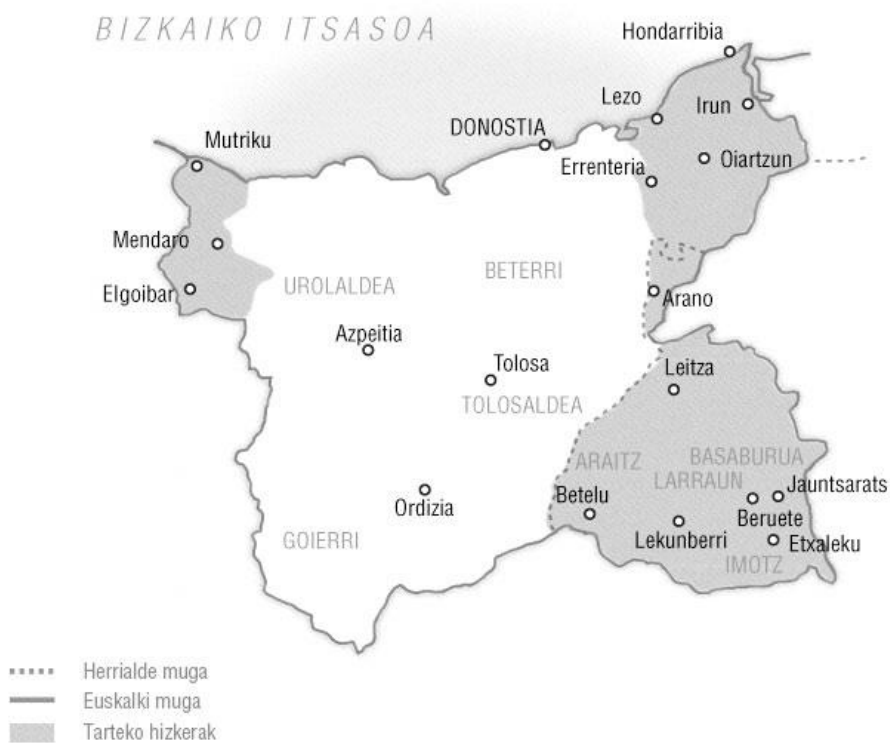 BIZKAIKO ITSASOA
Hondarribia
Lezo
Irun
DONOSTIA
Mutriku
Errenteria
Oiartzun
Mendaro
BETERRI
UROLALDEA
Elgoibar
Arano
Azpeitia
Tolosa
Leitza
TOLOSALDEA
BASABURUA
ARAITZ
LARRAUN
Jauntsarats
Betelu
Ordizia
Beruete
Lekunberri
Etxaleku
GOIERRI
IMOTZ
Herrialde muga
Euskalki muga
Tarteko hizkerak